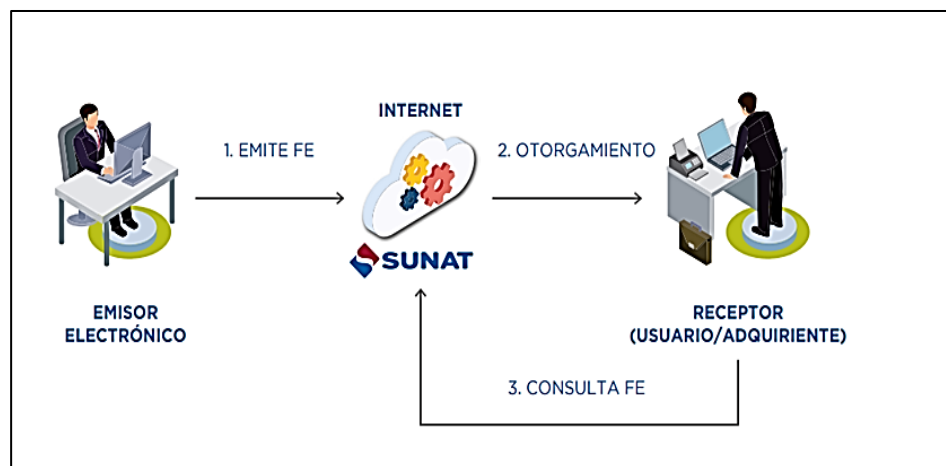 INTERNET
1. EMITE FE
2. OTORGAMIENTO
SUNAT
EMISOR
ELECTRÓNICO
RECEPTOR
(USUARIO/ADQUIRIENTE)
3. CONSULTA FE